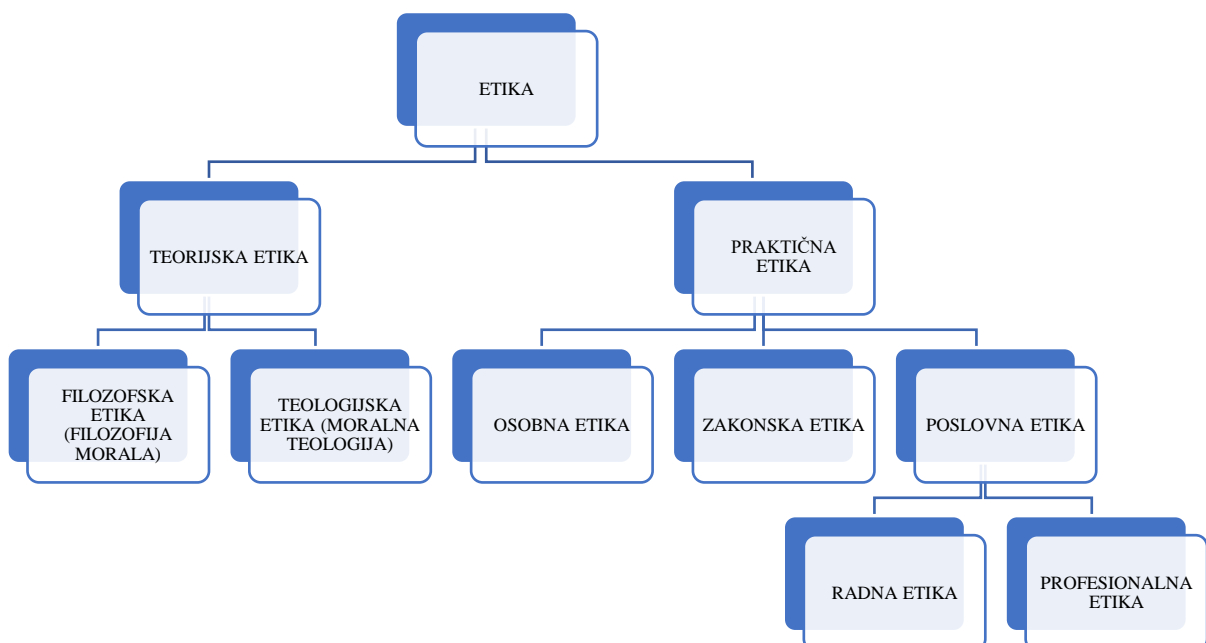 ETIKA
TEORIJSKA ETIKA
PRAKTIČNA
ETIKA
FILOZOFSKA
ETIKA
(FILOZOFIJA
MORALA)
TEOLOGIJSKA
ETIKA (MORALNA
TEOLOGIJA)
OSOBNA ETIKA
ZAKONSKA ETIKA
POSLOVNA ETIKA
RADNA ETIKA
PROFESIONALNA
ETIKA